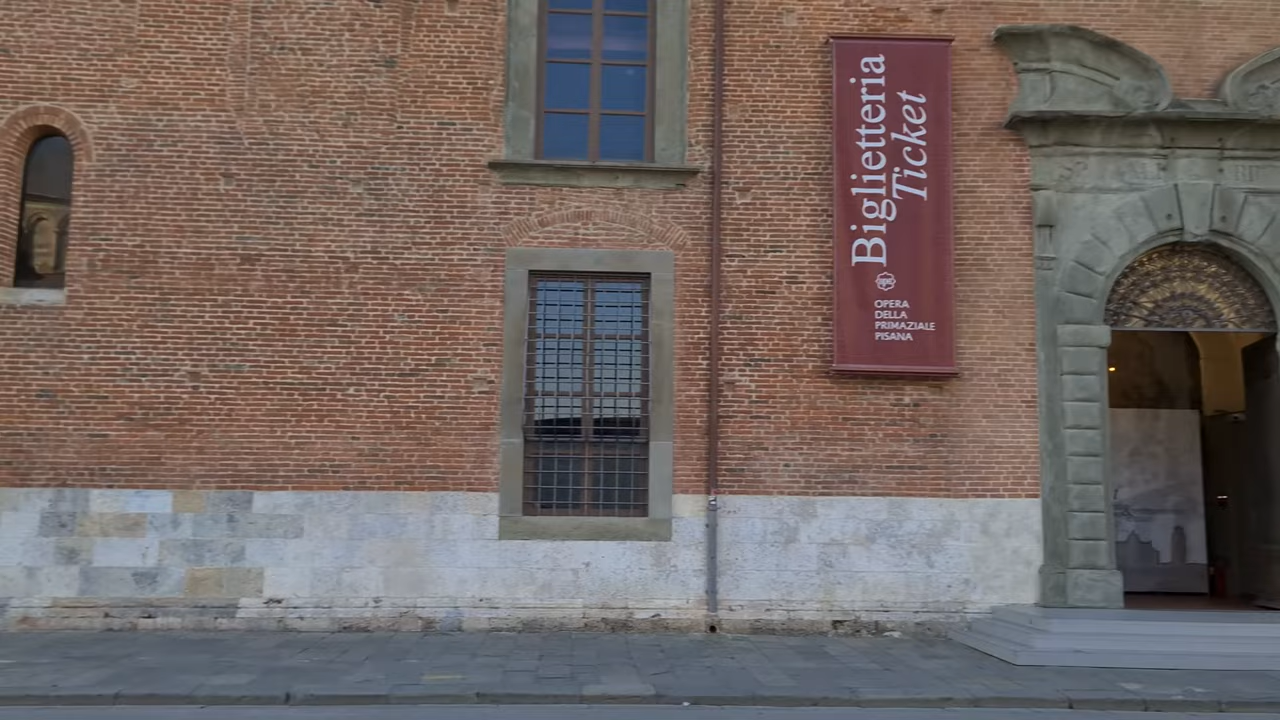 Biglietteria
Ticket
OPERA
DELLA
PRIMAZIALE
PISANA